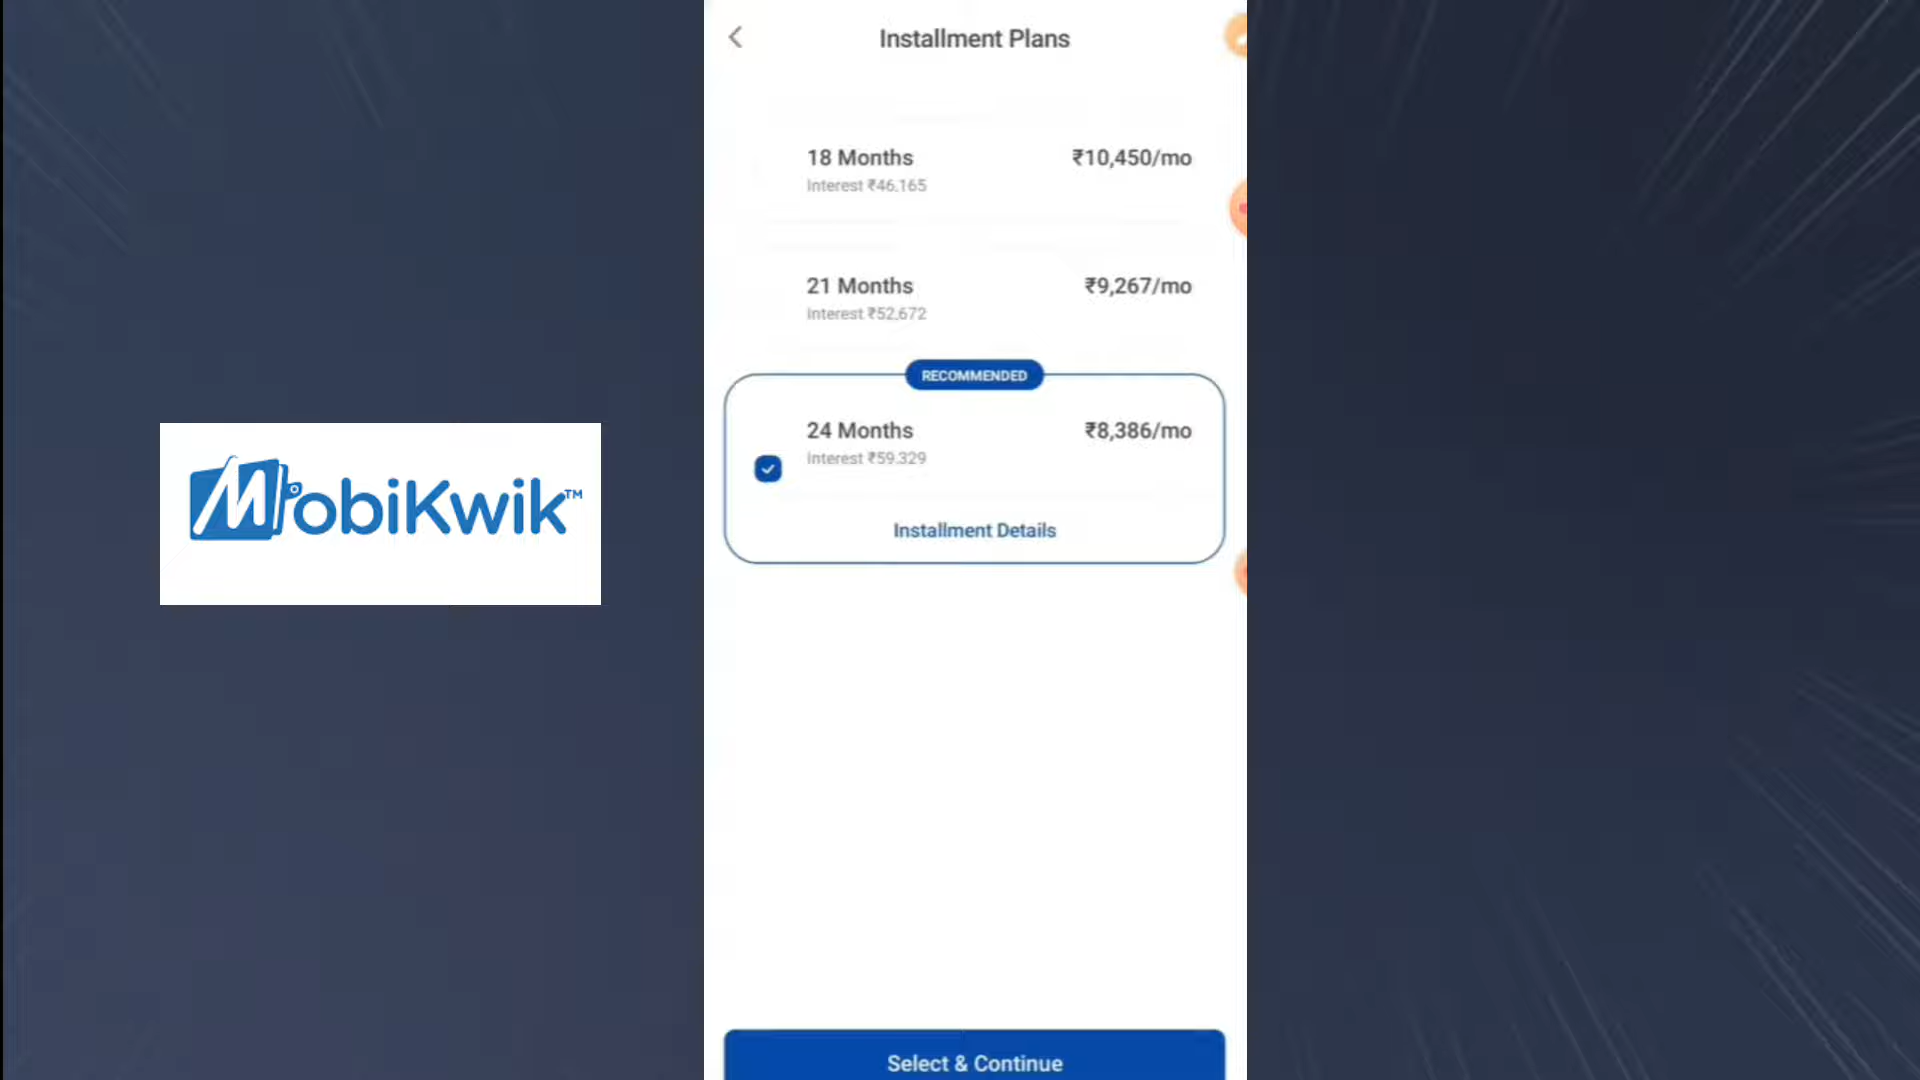 MobiKwik™
Installment Plans
18 Months ₹10,450/mo
Interest ₹46,165
21 Months ₹9,267/mo
Interest ₹52,672
RECOMMENDED
24 Months ₹8,386/mo
Interest ₹59,329
Installment Details
Select & Continue